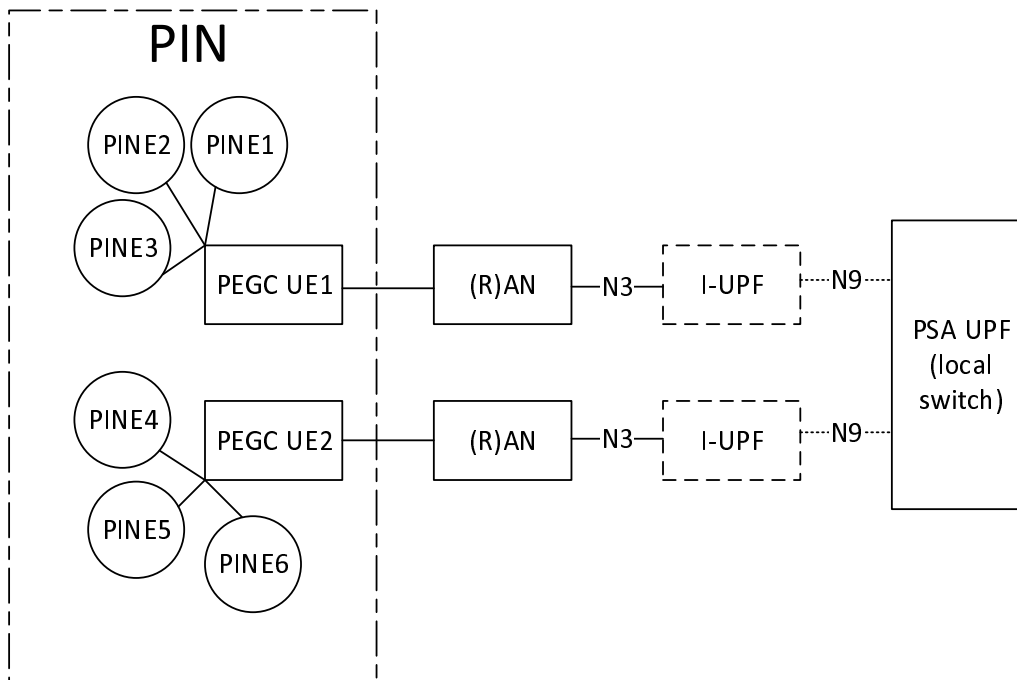 PIN
PINE2
PINE1
PINE3
PEGC UE1
(R)AN
N3
I-UPF
N9
PSA UPF
(local
switch)
PINE4
PEGC UE2
(R)AN
N3
I-UPF
N9
PINE5
PINE6